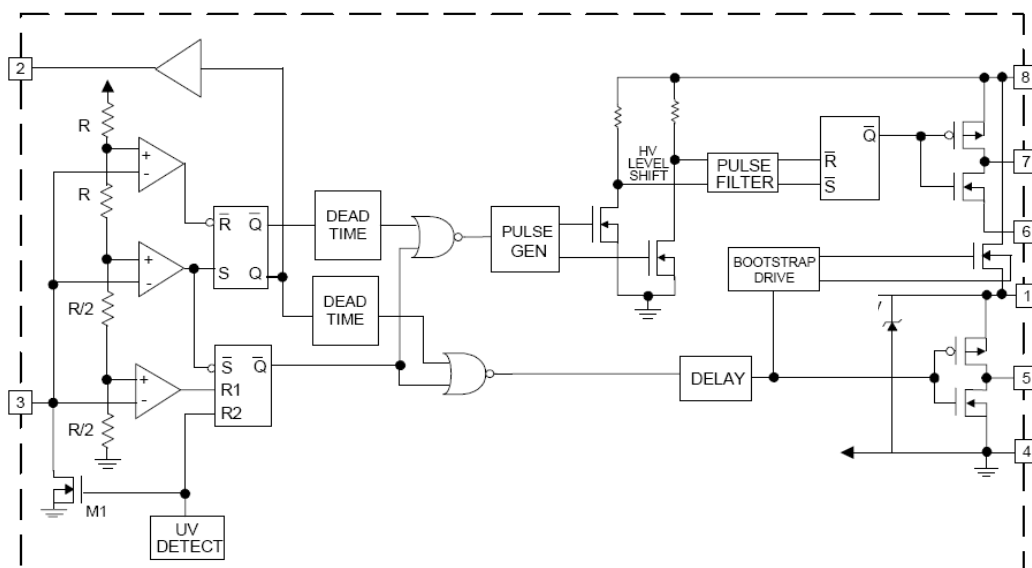 2
8
R
+
-
HV
LEVEL
SHIFT
PULSE
FILTER
R
S
Q
7
R
DEAD
TIME
R
Q
S
Q
PULSE
GEN
6
+
-
BOOTSTRAP
DRIVE
1
R/2
DEAD
TIME
S
Q
R1
R2
DELAY
5
3
+
-
R/2
4
M1
UV
DETECT